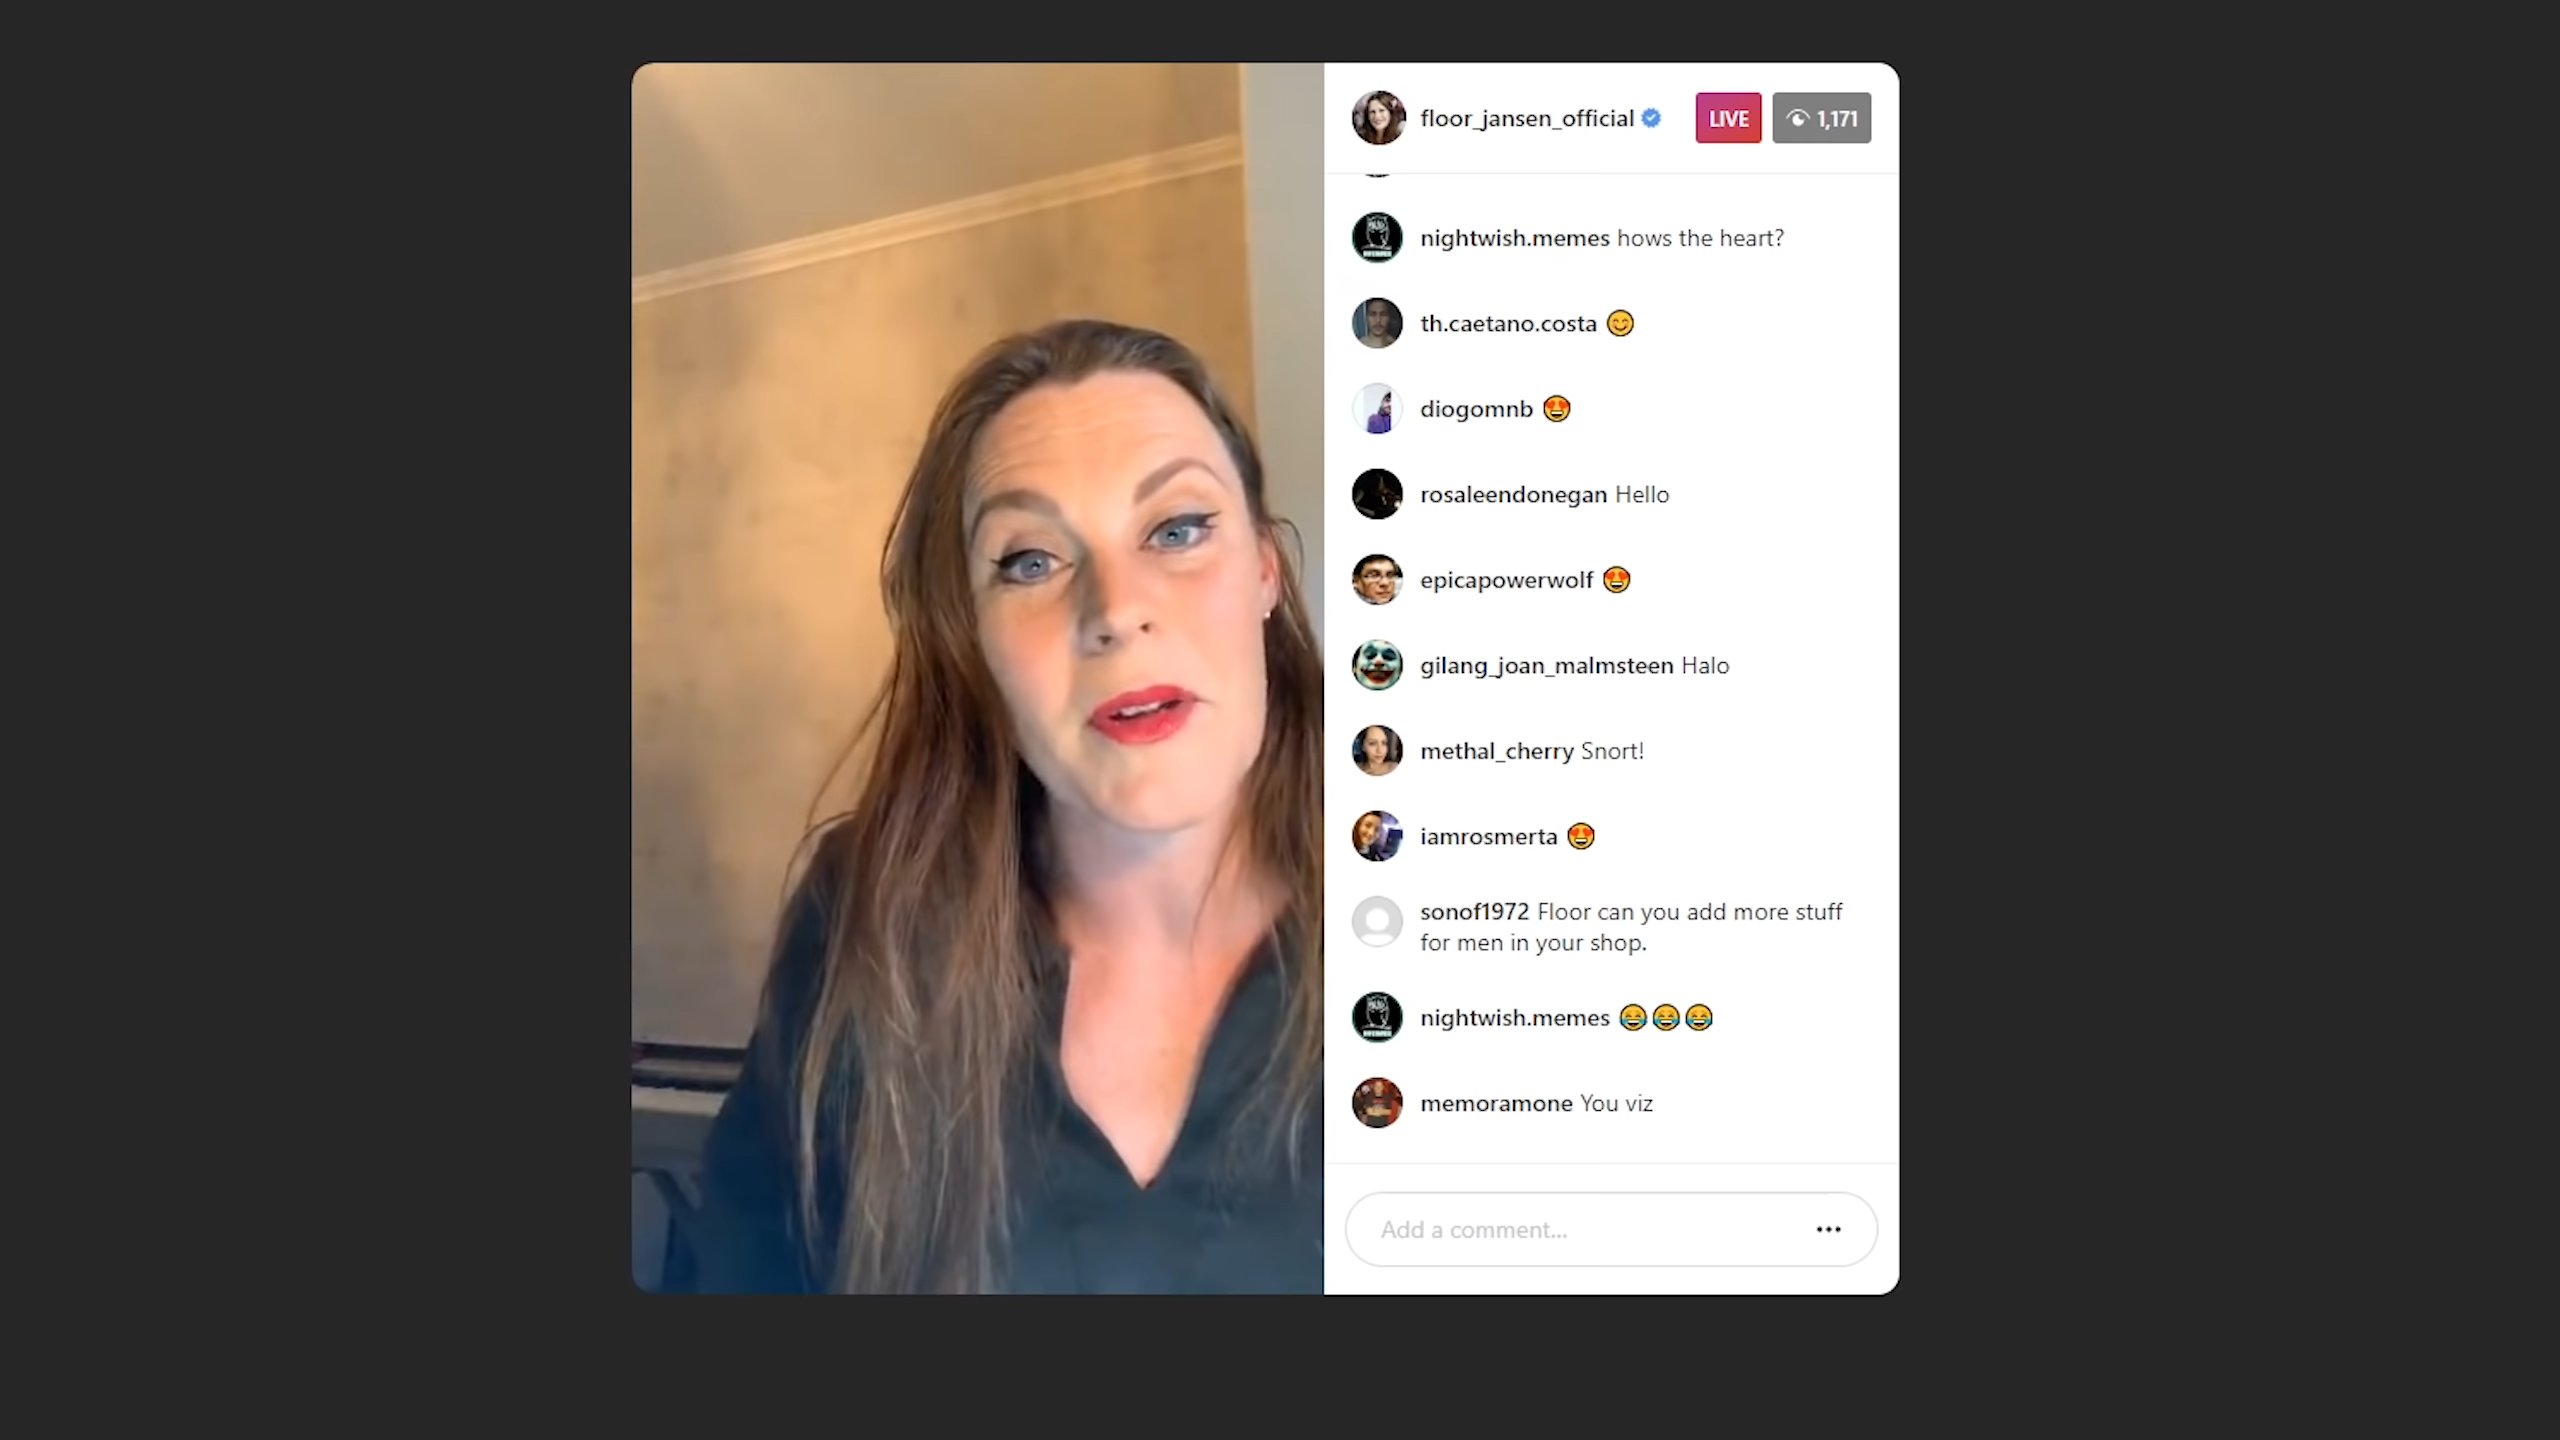 floor_jansen_official LIVE 1,171
nightwish.memes hows the heart?
th.caetano.costa 😊
diogomnb 😍
rosaleendonegan Hello
epicapowerwolf 😍
gilang_joan_malmsteen Halo
methal_cherry Snort!
iamrosmerta 😍
sonof1972 Floor can you add more stuff
for men in your shop.
nightwish.memes 😂😂😂
memoramone You viz
Add a comment...